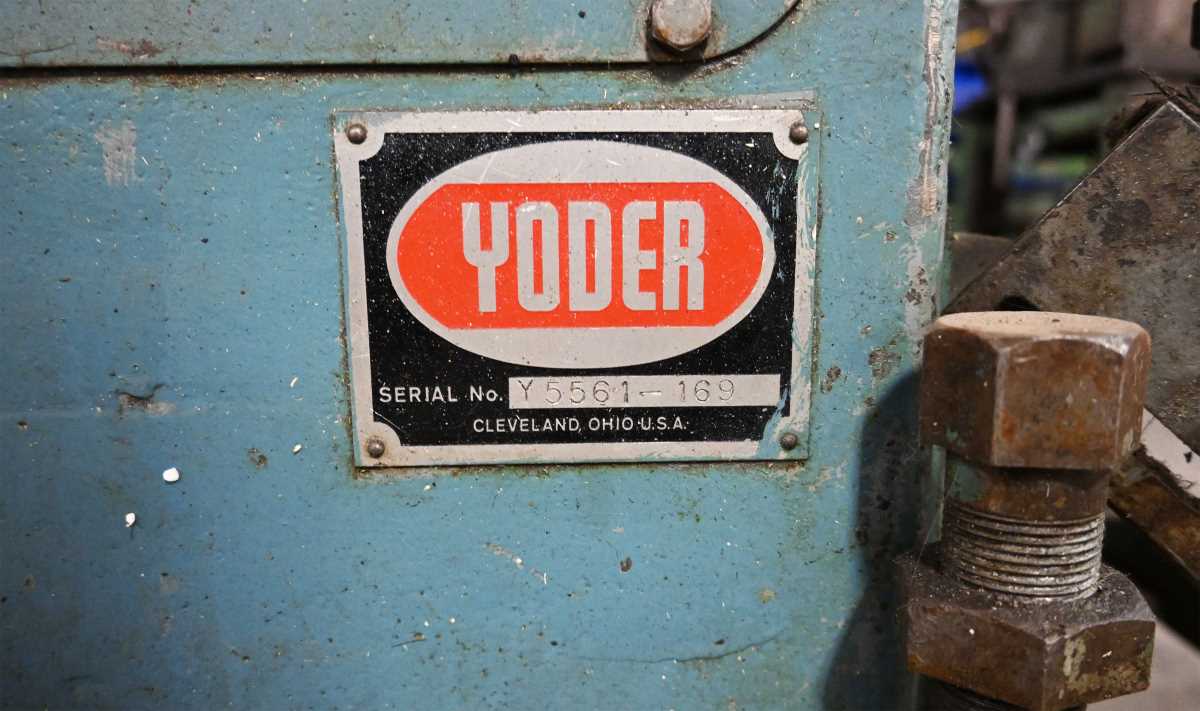 YODER
SERIAL No. Y5561-169
CLEVELAND, OHIO U.S.A.